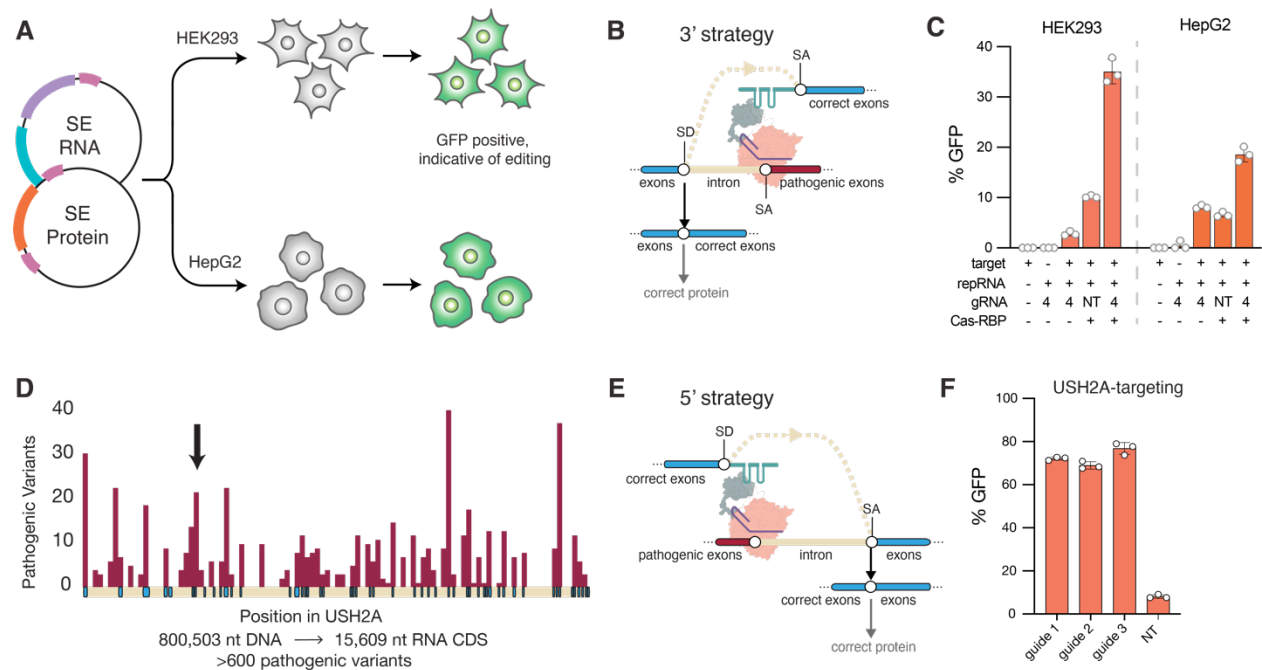 A
HEK293
SE
RNA
SE
Protein
GFP positive,
indicative of editing
HepG2
B
3' strategy
SA
correct exons
SD
exons
intron
pathogenic exons
SA
exons
correct exons
correct protein
C
HEK293
HepG2
% GFP
40
30
20
10
0
target + + + + + + + + + +
repRNA - + + + + - + + + +
gRNA - 4 4 NT 4 - 4 4 NT 4
Cas-RBP - - - + + - - - + +
D
Pathogenic Variants
40
30
20
10
0
Position in USH2A
800,503 nt DNA → 15,609 nt RNA CDS
>600 pathogenic variants
E
5' strategy
SD
correct exons
SA
pathogenic exons
intron
exons
correct exons
exons
correct protein
F
USH2A-targeting
% GFP
100
80
60
40
20
0
guide 1
guide 2
guide 3
NT